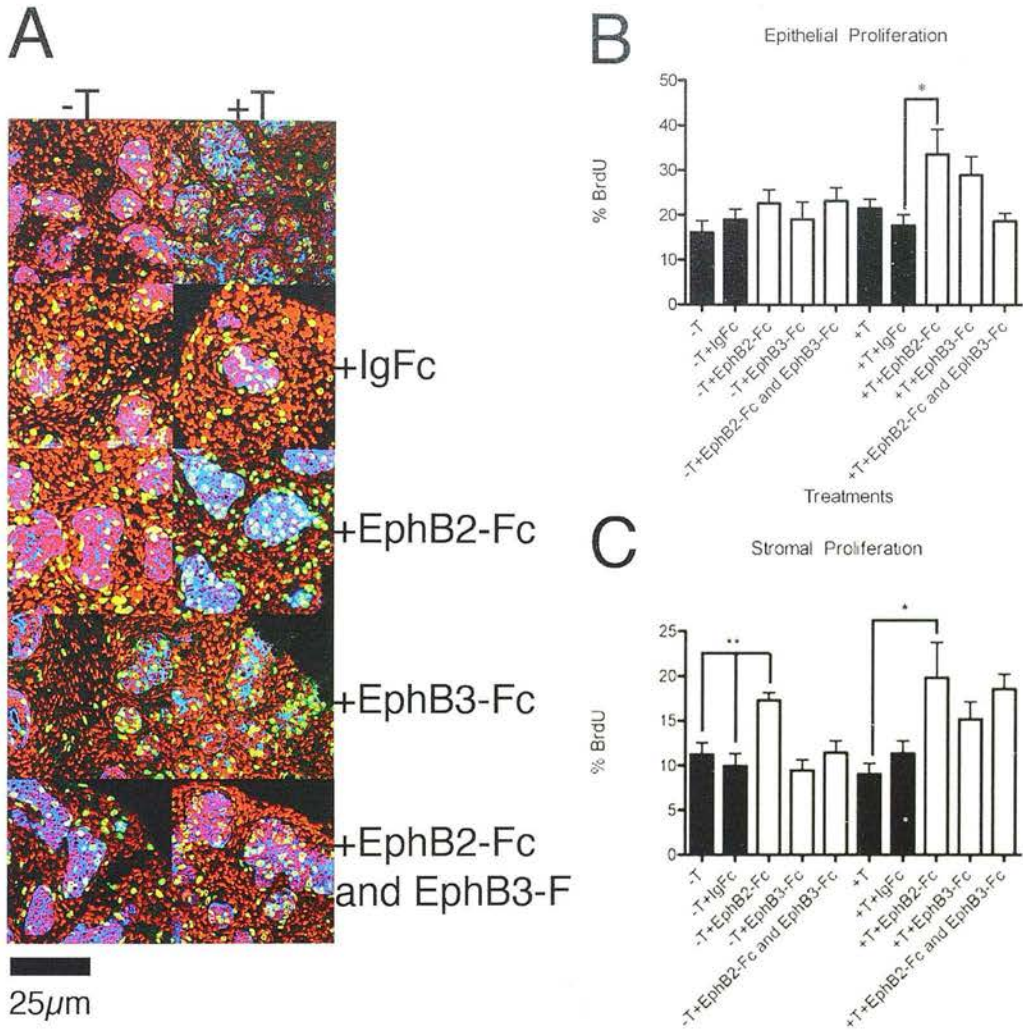 A
-T +T
+IgFc
+EphB2-Fc
+EphB3-Fc
+EphB2-Fc
and EphB3-F
25µm
B
Epithelial Proliferation
% BrdU
50
40
30
20
10
0
*
-T
-T+IgFc
-T+EphB2-Fc
-T+EphB3-Fc
-T+EphB2-Fc and EphB3-Fc
+T
+T+IgFc
+T+EphB2-Fc
+T+EphB3-Fc
+T+EphB2-Fc and EphB3-Fc
Treatments
C
Stromal Proliferation
% BrdU
25
20
15
10
5
0
**
*
-T
-T+IgFc
-T+EphB2-Fc
-T+EphB3-Fc
-T+EphB2-Fc and EphB3-Fc
+T
+T+IgFc
+T+EphB2-Fc
+T+EphB3-Fc
+T+EphB2-Fc and EphB3-Fc